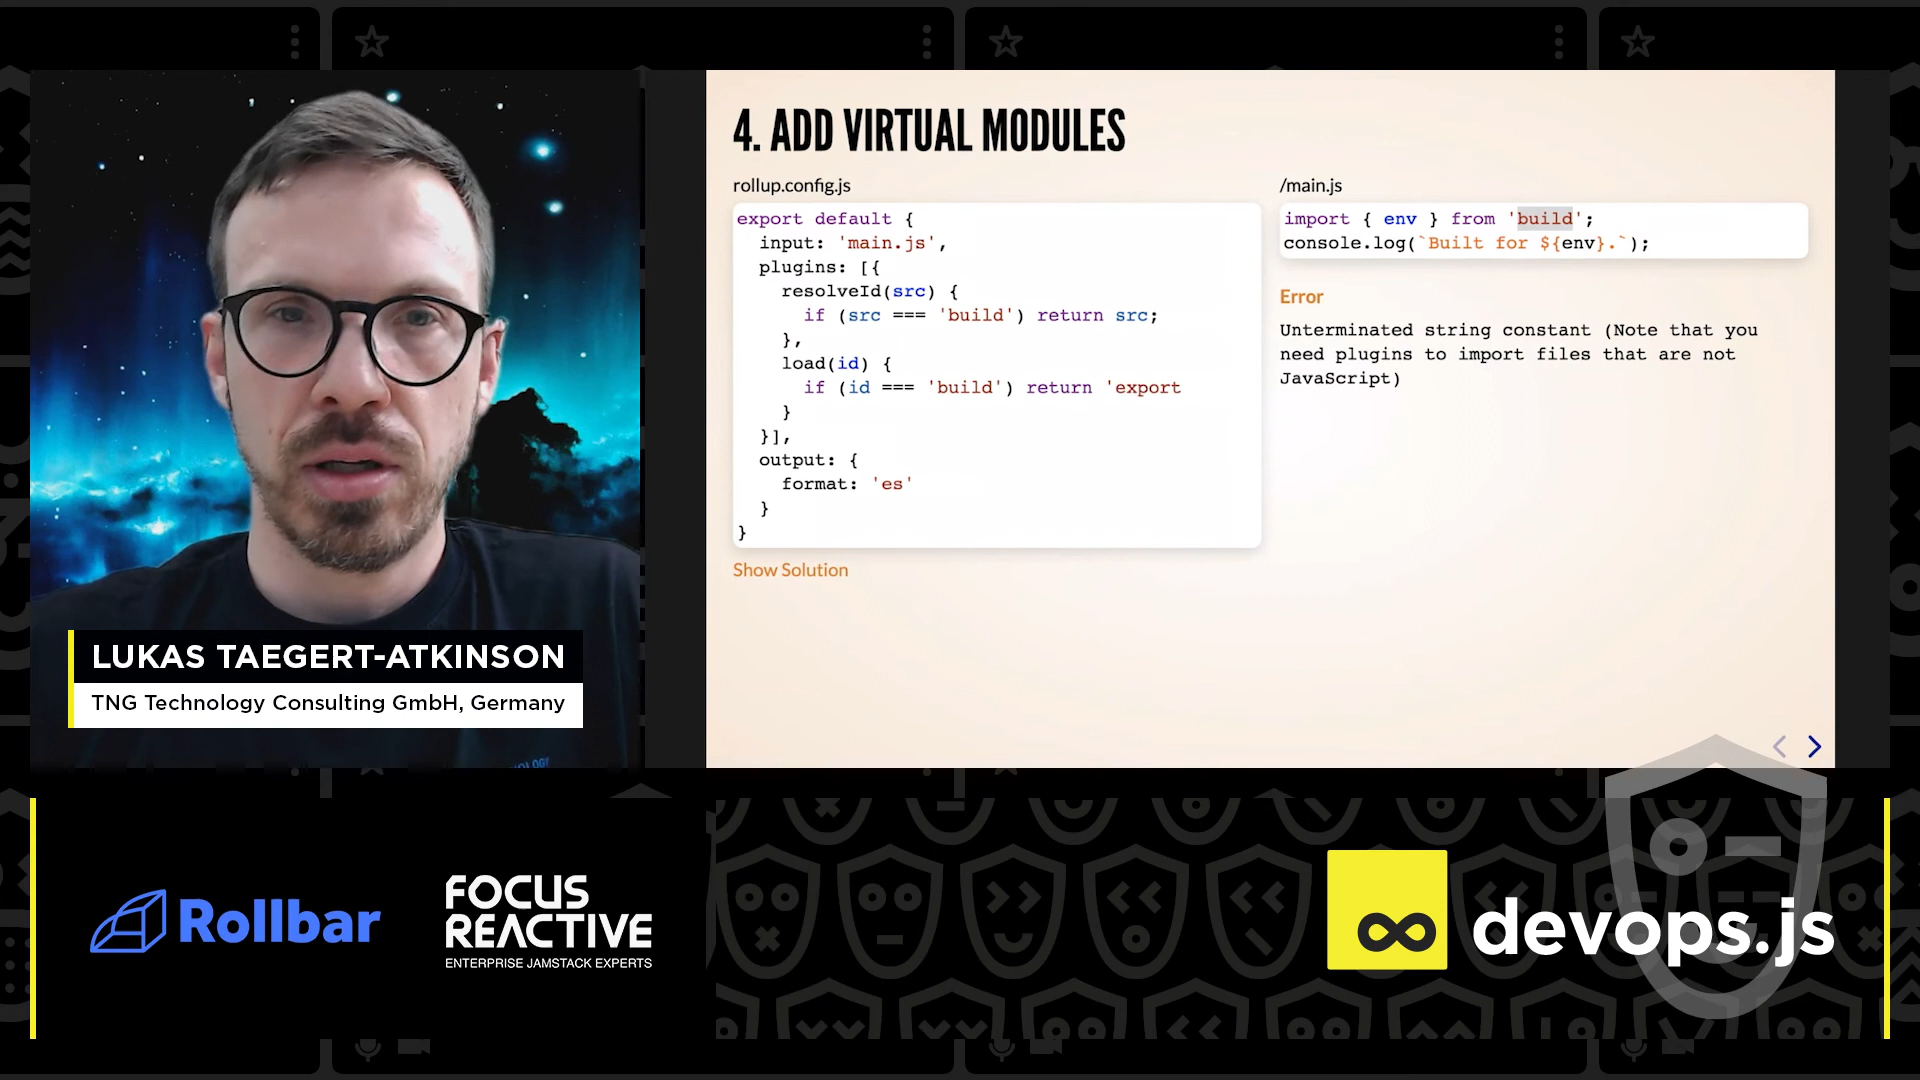 4. ADD VIRTUAL MODULES
rollup.config.js
export default {
input: 'main.js',
plugins: [{
resolveId(src) {
if (src === 'build') return src;
},
load(id) {
if (id === 'build') return 'export
}
}],
output: {
format: 'es'
}
}
Show Solution
/main.js
import { env } from 'build';
console.log(`Built for ${env}.`);
Error
Unterminated string constant (Note that you
need plugins to import files that are not
JavaScript)
LUKAS TAEGERT-ATKINSON
TNG Technology Consulting GmbH, Germany
Rollbar
FOCUS
REACTIVE
ENTERPRISE JAMSTACK EXPERTS
devops.js